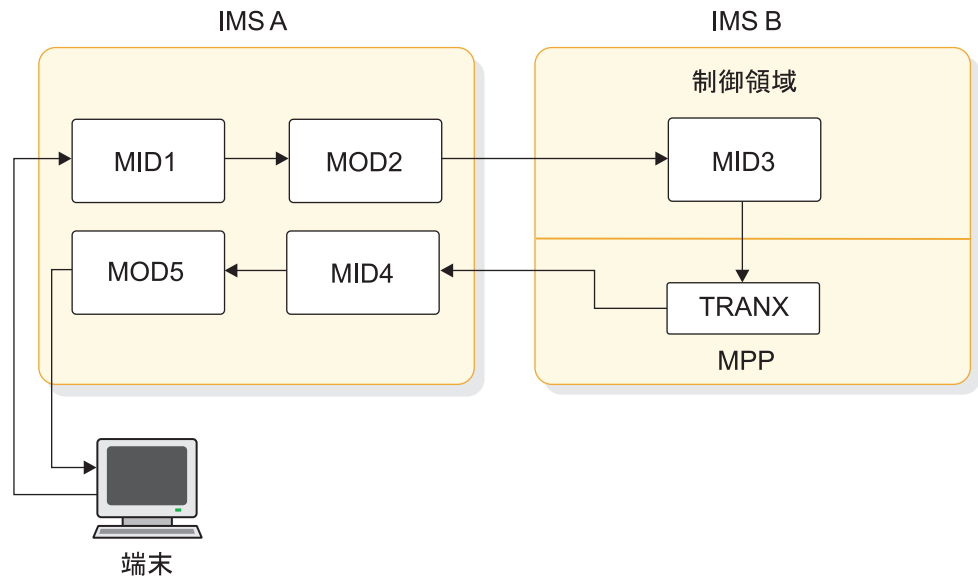 IMS A
IMS B
制御領域
MID1
MOD2
MID3
MOD5
MID4
TRANX
MPP
端末